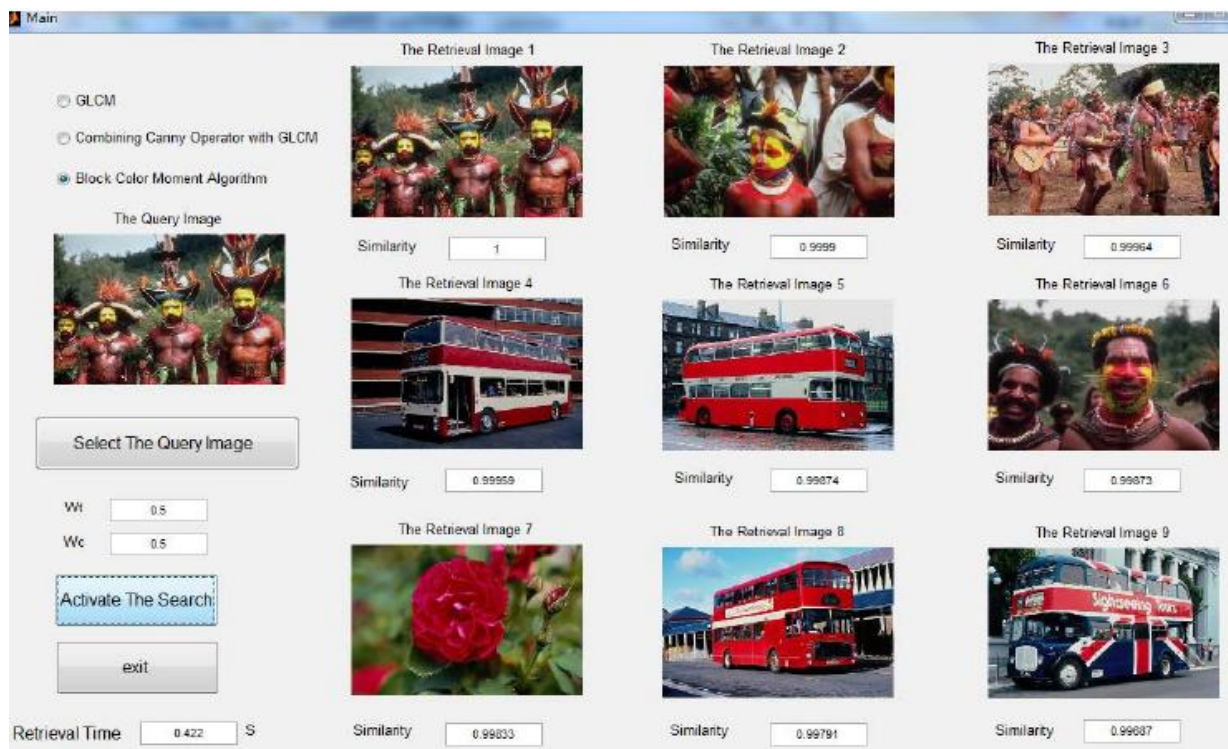 Main
GLCM
Combining Canny Operator with GLCM
Block Color Moment Algorithm
The Query Image
Select The Query Image
Wt
0.5
Wc
0.5
Activate The Search
exit
Retrieval Time 0.422 S
The Retrieval Image 1
Similarity 1
The Retrieval Image 2
Similarity 0.9999
The Retrieval Image 3
Similarity 0.99964
The Retrieval Image 4
Similarity 0.99959
The Retrieval Image 5
Similarity 0.99874
The Retrieval Image 6
Similarity 0.99873
The Retrieval Image 7
Similarity 0.99833
The Retrieval Image 8
Similarity 0.99791
The Retrieval Image 9
Sightseeing Tours
Similarity 0.99687